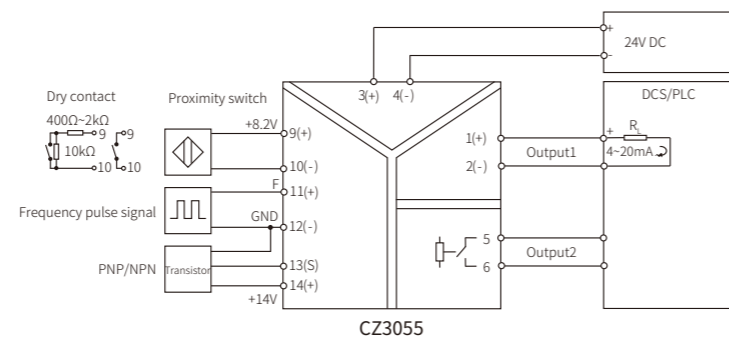 +
24V DC
-
3(+)
4(-)
DCS/PLC
Dry contact
Proximity switch
400Ω~2kΩ
9
9
10kΩ
10
10
+8.2V
9(+)
10(-)
1(+)
2(-)
Output1
+
RL
4~20mA
F
11(+)
Frequency pulse signal
GND
12(-)
5
6
Output2
PNP/NPN
Transistor
13(S)
14(+)
+14V
CZ3055